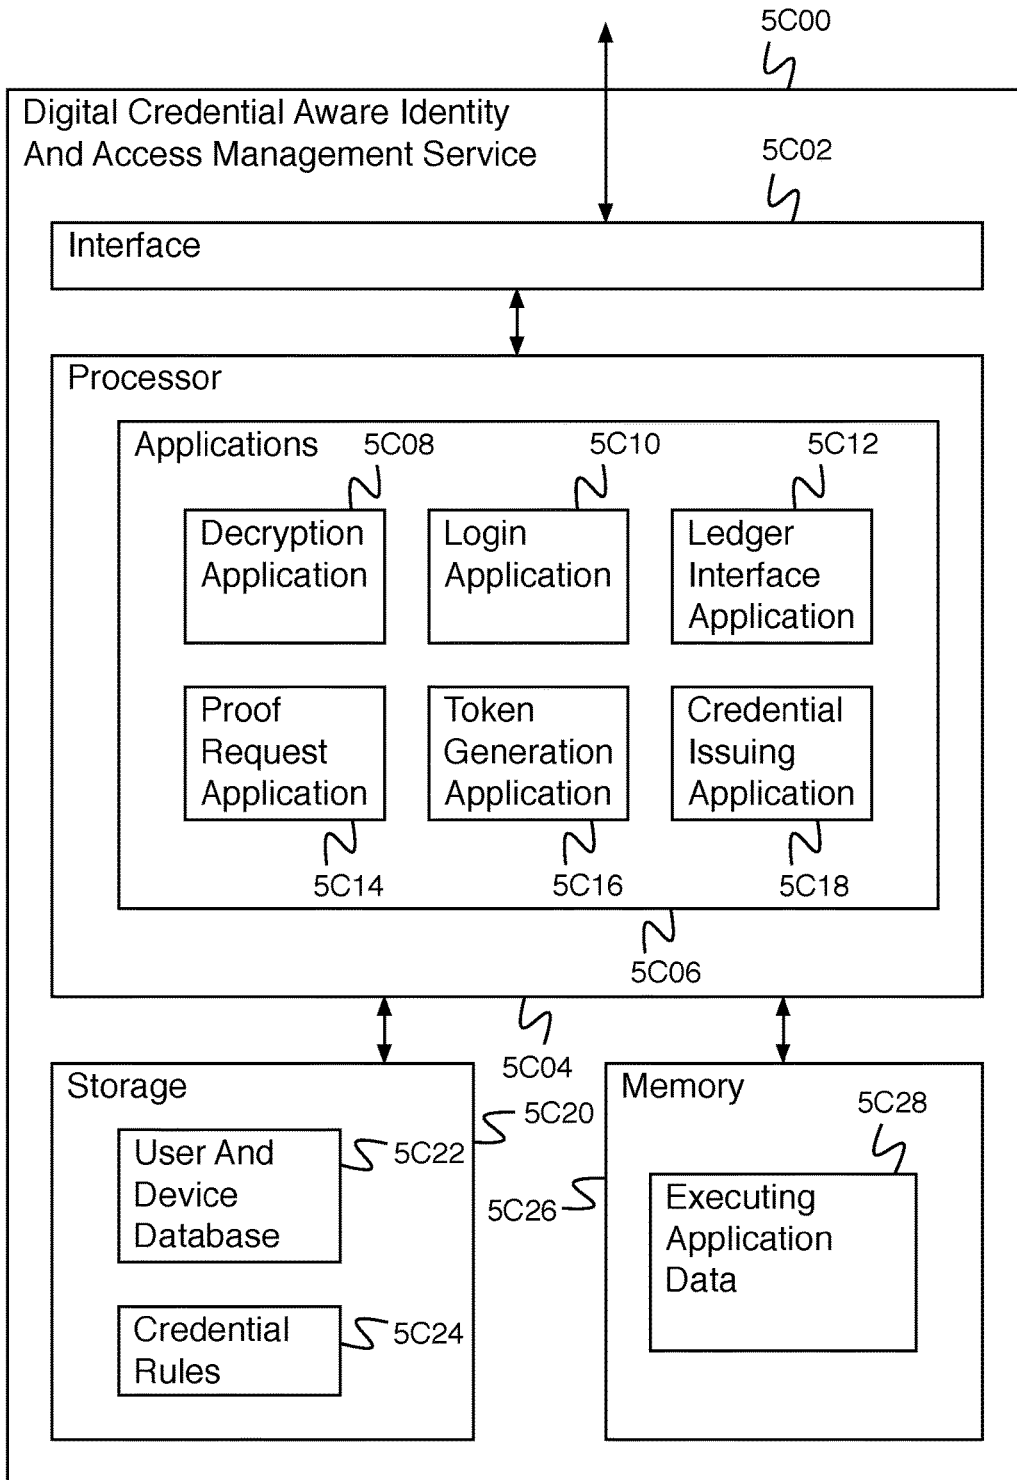 5C00
Digital Credential Aware Identity
And Access Management Service
5C02
Interface
Processor
Applications
5C08
5C10
5C12
Decryption
Application
Login
Application
Ledger
Interface
Application
Proof
Request
Application
Token
Generation
Application
Credential
Issuing
Application
5C14
5C16
5C18
5C06
5C04
Storage
5C20
User And
Device
Database
5C22
Credential
Rules
5C24
Memory
5C28
5C26
Executing
Application
Data